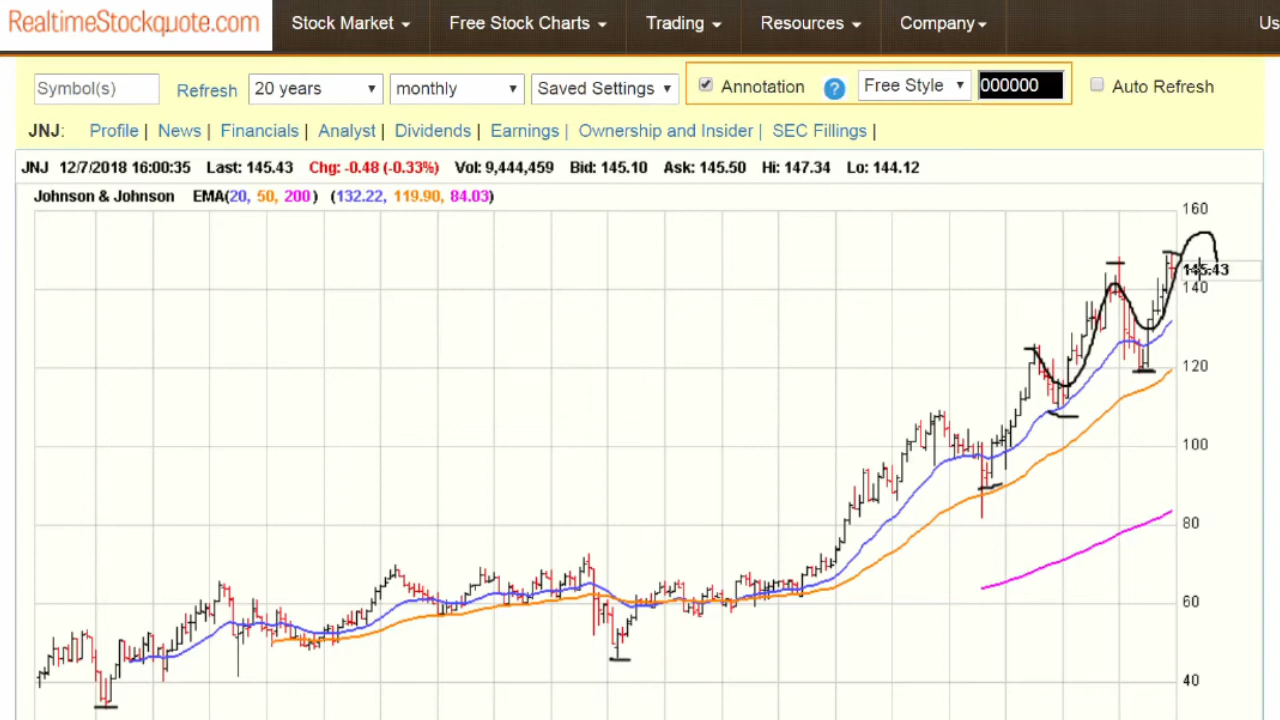 RealtimeStockquote.com Stock Market Free Stock Charts Trading Resources Company Us
Symbol(s) Refresh 20 years monthly Saved Settings Annotation ? Free Style 000000 Auto Refresh
JNJ: Profile | News | Financials | Analyst | Dividends | Earnings | Ownership and Insider | SEC Fillings |
JNJ 12/7/2018 16:00:35 Last: 145.43 Chg: -0.48 (-0.33%) Vol: 9,444,459 Bid: 145.10 Ask: 145.50 Hi: 147.34 Lo: 144.12
Johnson & Johnson EMA(20, 50, 200 ) (132.22, 119.90, 84.03)
160
145.43
140
120
100
80
60
40